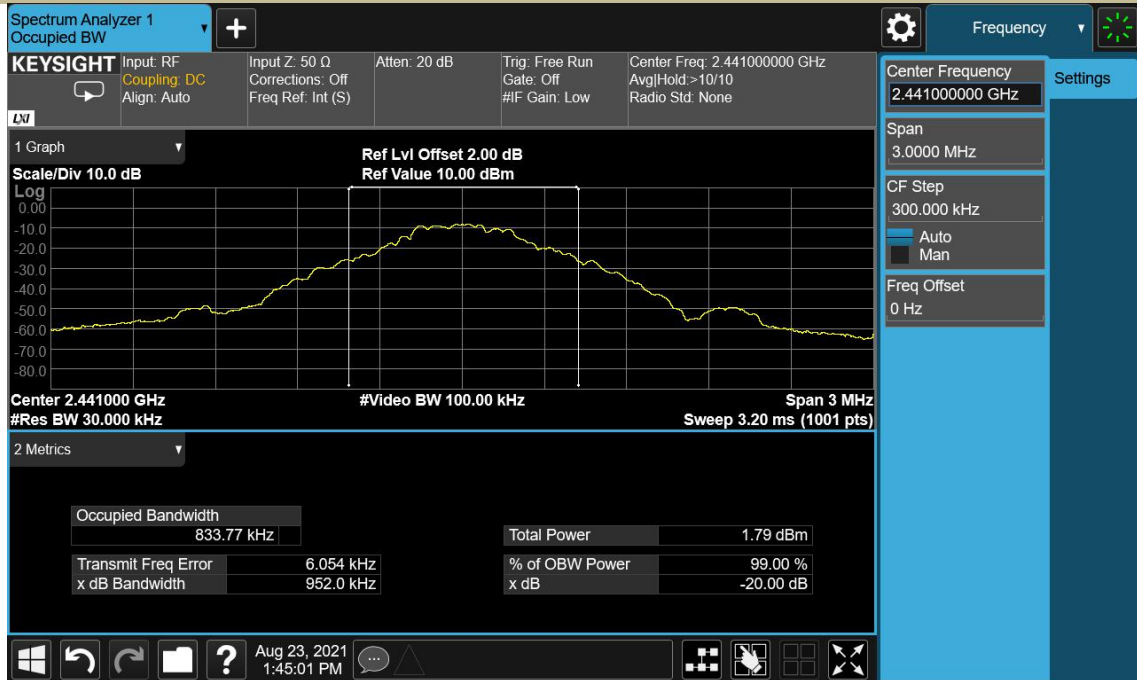 Spectrum Analyzer 1
Occupied BW
Frequency
KEYSIGHT
LXI
Input: RF
Coupling: DC
Align: Auto
Input Z: 50 Ω
Corrections: Off
Freq Ref: Int (S)
Atten: 20 dB
Trig: Free Run
Gate: Off
#IF Gain: Low
Center Freq: 2.441000000 GHz
Avg|Hold:>10/10
Radio Std: None
Center Frequency
2.441000000 GHz
Settings
Span
3.0000 MHz
CF Step
300.000 kHz
Auto
Man
Freq Offset
0 Hz
1 Graph
Scale/Div 10.0 dB
Ref Lvl Offset 2.00 dB
Ref Value 10.00 dBm
Log
0.00
-10.0
-20.0
-30.0
-40.0
-50.0
-60.0
-70.0
-80.0
Center 2.441000 GHz
#Video BW 100.00 kHz
Span 3 MHz
#Res BW 30.000 kHz
Sweep 3.20 ms (1001 pts)
2 Metrics
Occupied Bandwidth
833.77 kHz
Total Power 1.79 dBm
Transmit Freq Error 6.054 kHz
% of OBW Power 99.00 %
x dB Bandwidth 952.0 kHz
x dB -20.00 dB
?
Aug 23, 2021
1:45:01 PM